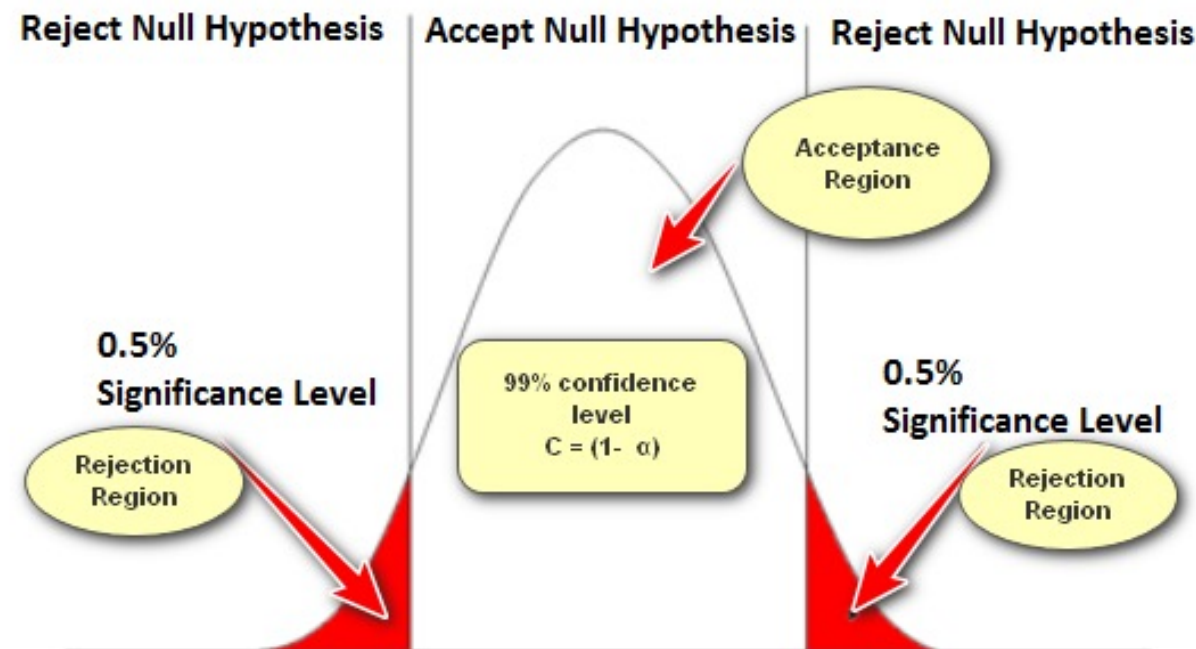 Reject Null Hypothesis
Accept Null Hypothesis
Reject Null Hypothesis
Acceptance
Region
0.5%
Significance Level
99% confidence
level
C = (1- α)
0.5%
Significance Level
Rejection
Region
Rejection
Region